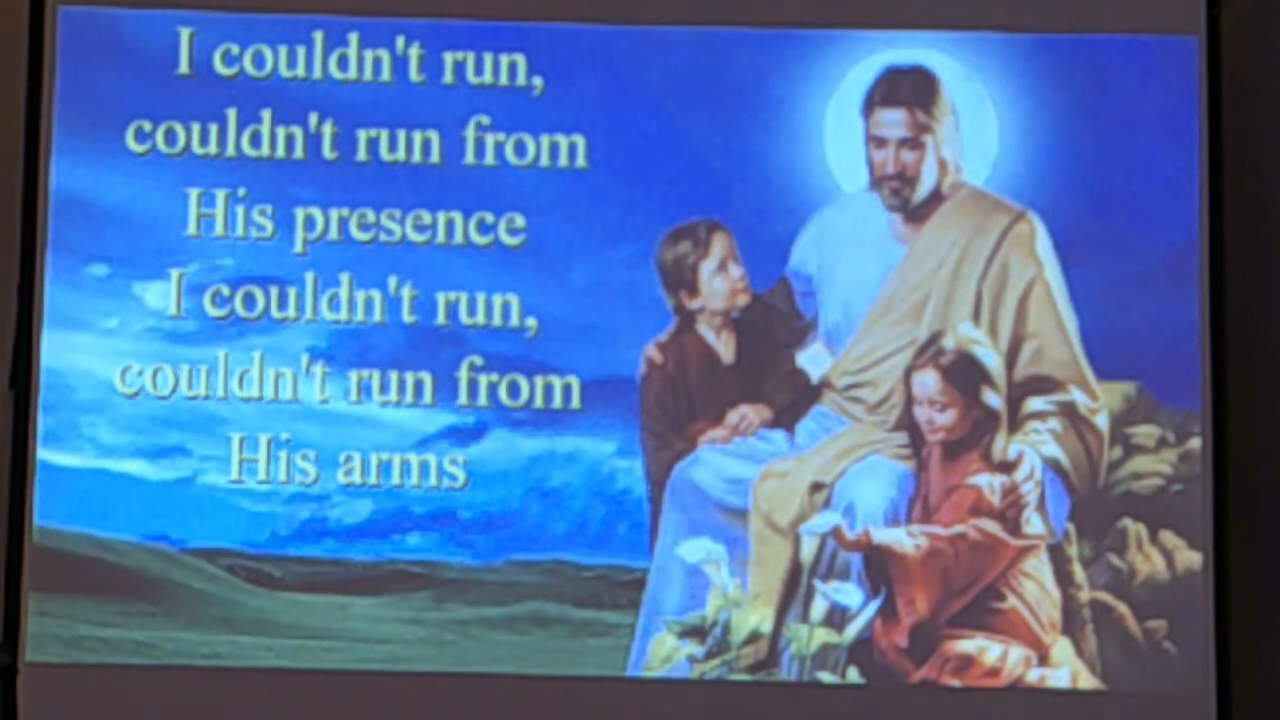 I couldn't run,
couldn't run from
His presence
I couldn't run,
couldn't run from
His arms